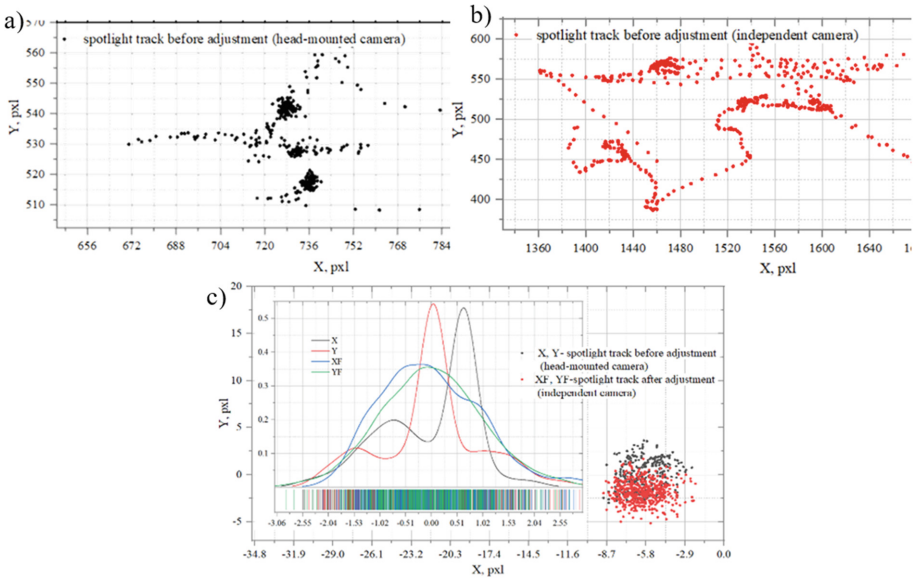 a)
570
spotlight track before adjustment (head-mounted camera)
560
550
540
530
520
510
Y, pxl
656 672 688 704 720 736 752 768 784
X, pxl
b)
600
spotlight track before adjustment (independent camera)
550
500
450
400
Y, pxl
1360 1400 1440 1480 1520 1560 1600 1640
X, pxl
c)
20
15
10
5
0
-5
Y, pxl
0.5
0.4
0.3
0.2
0.1
Y, pxl
X
Y
XF
YF
-3.06 -2.55 -2.04 -1.53 -1.02 -0.51 0.00 0.51 1.02 1.53 2.04 2.55
X, Y- spotlight track before adjustment
(head-mounted camera)
XF, YF-spotlight track after adjustment
(independent camera)
-34.8 -31.9 -29.0 -26.1 -23.2 -20.3 -17.4 -14.5 -11.6 -8.7 -5.8 -2.9 0.0
X, pxl